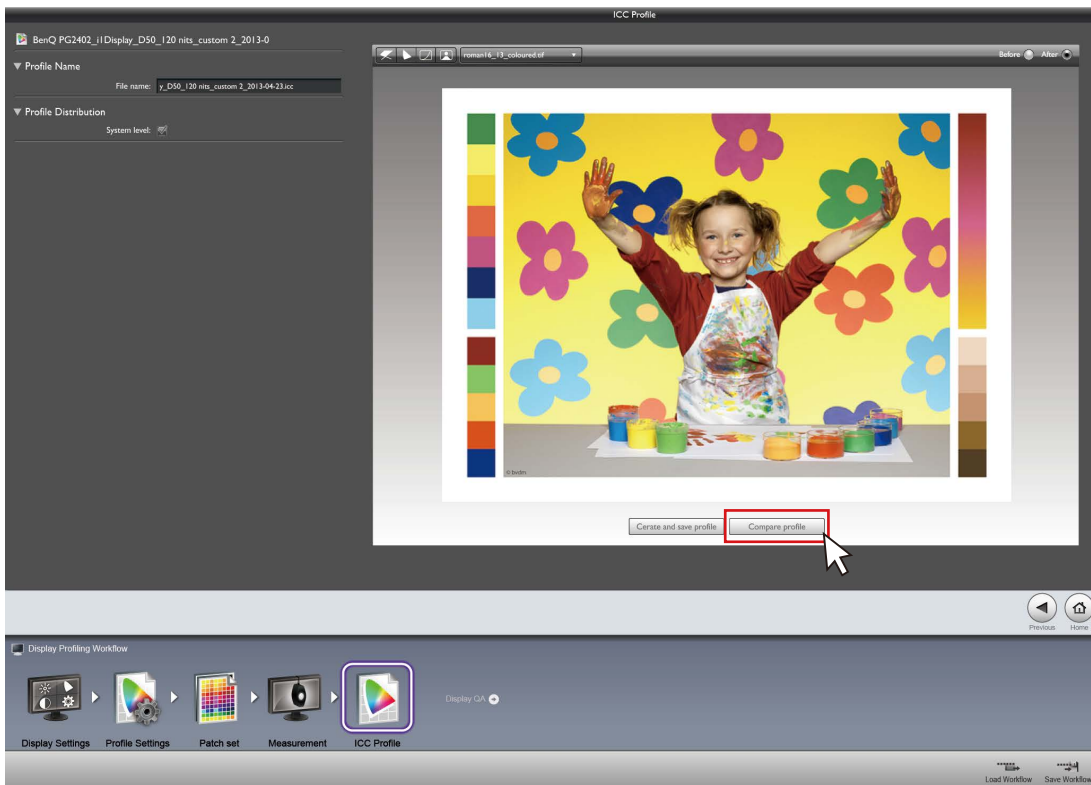 ICC Profile
BenQ PG2402_i1Display_D50_120 nits_custom 2_2013-0
Profile Name
File name: y_D50_120 nits_custom 2_2013-04-23.icc
Profile Distribution
System level:
roman16_13_coloured.tif
Before After
© bvdm
Cerate and save profile Compare profile
Previous Home
Display Profiling Workflow
Display QA
Display Settings Profile Settings Patch set Measurement ICC Profile
Load Workflow Save Workflow